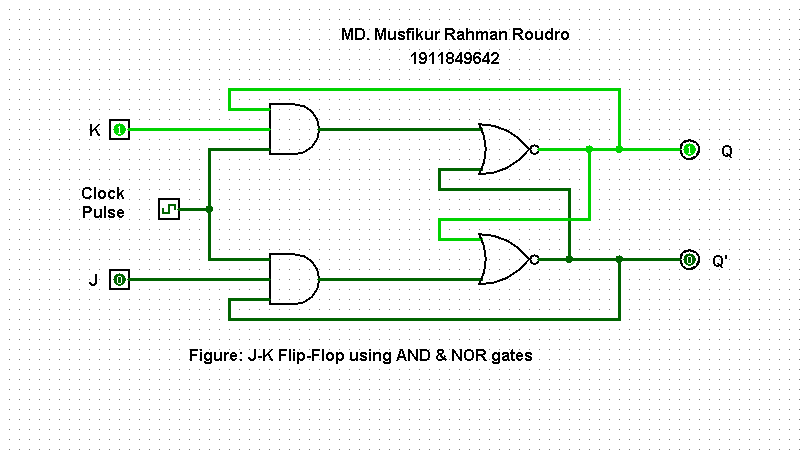 MD. Musfikur Rahman Roudro
1911849642
K 1
1 Q
Clock
Pulse
J 0
0 Q'
Figure: J-K Flip-Flop using AND & NOR gates